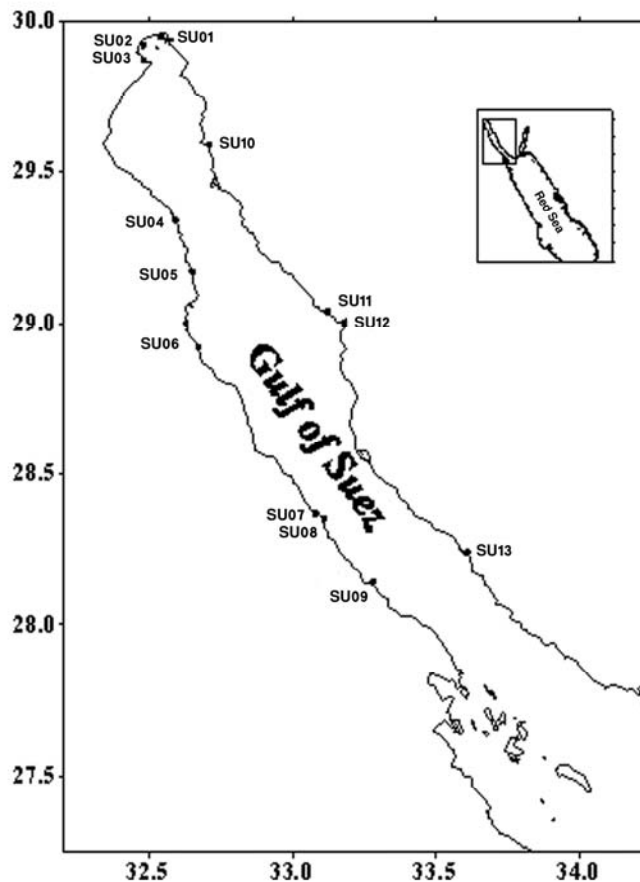 30.0
SU02
SU01
SU03
SU10
29.5
Red Sea
SU04
SU05
SU11
29.0
SU12
SU06
Gulf of Suez
28.5
SU07
SU08
SU13
SU09
28.0
27.5
32.5
33.0
33.5
34.0